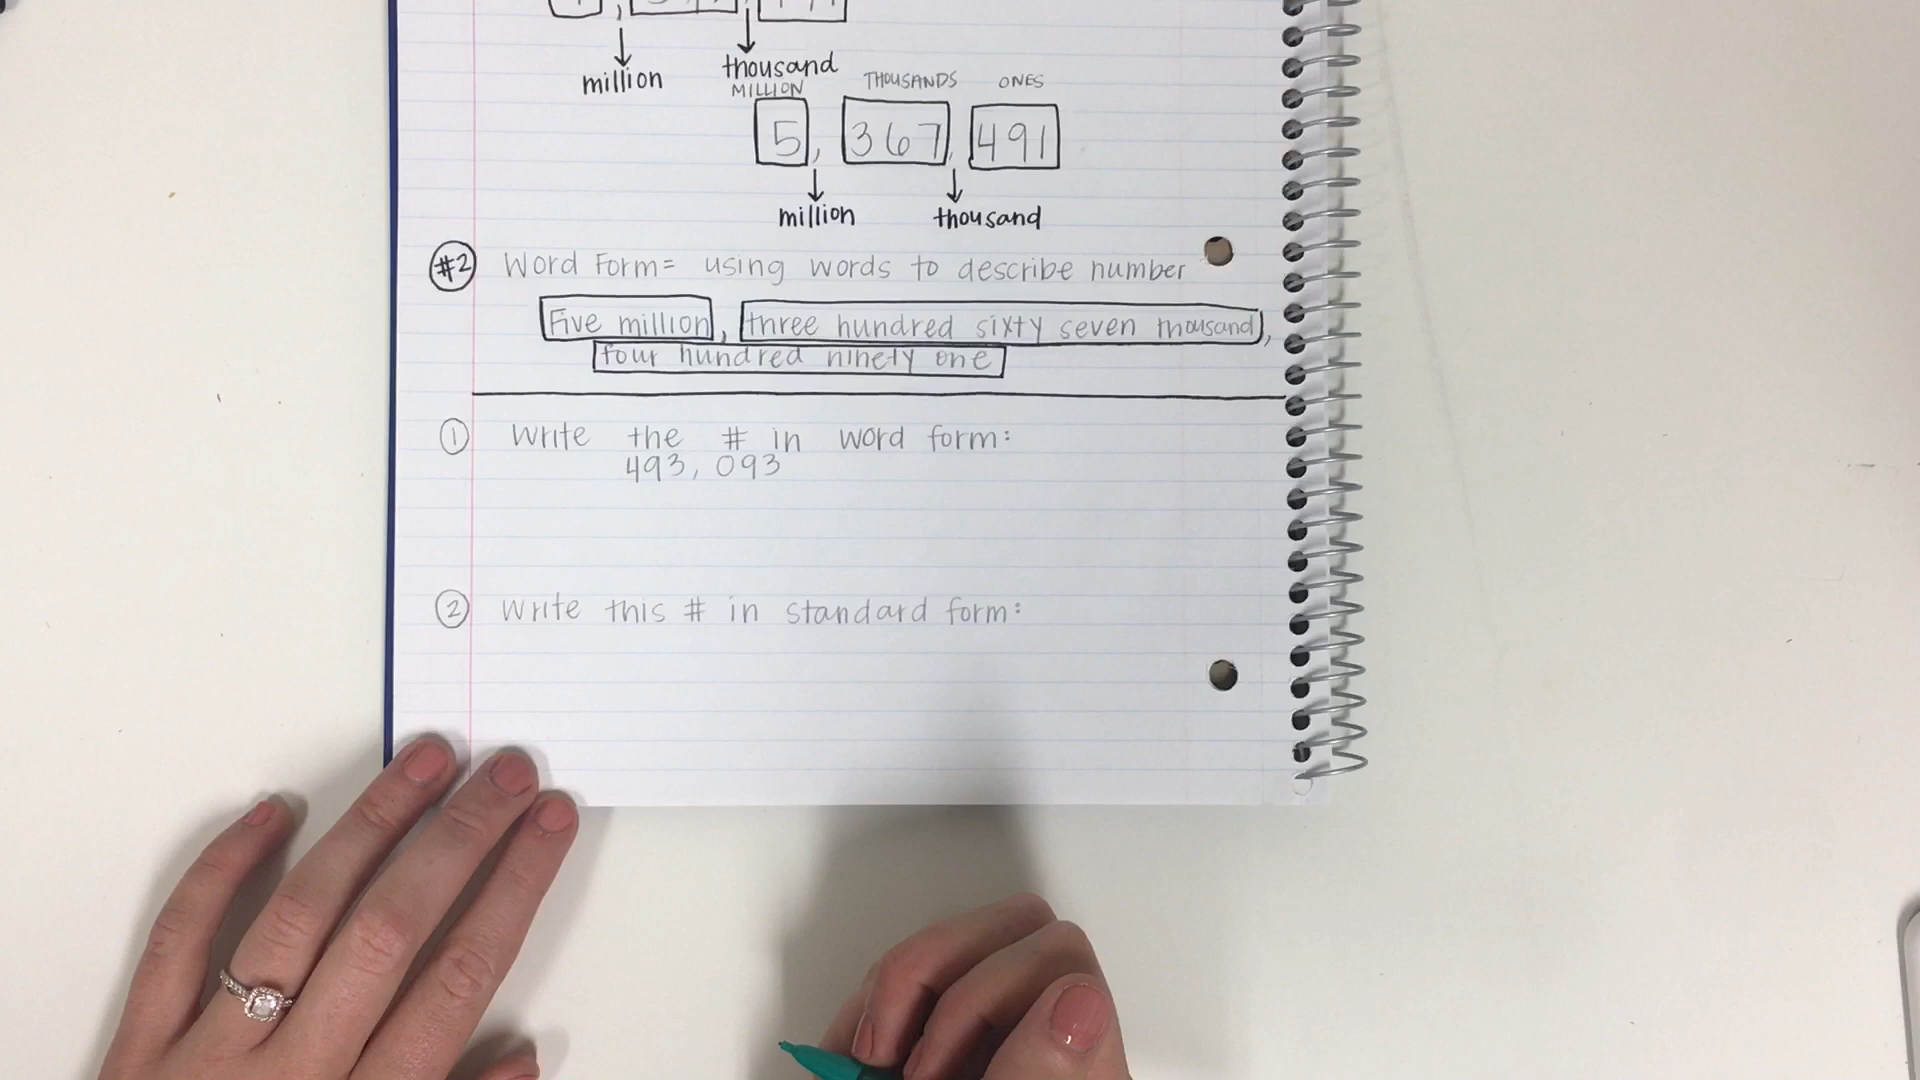 million thousand
MILLION THOUSANDS ONES
5, 367, 491
million thousand
#2 Word Form= using words to describe number
Five million, three hundred sixty seven thousand,
four hundred ninety one
1 Write the # in word form:
493, 093
2 Write this # in standard form: